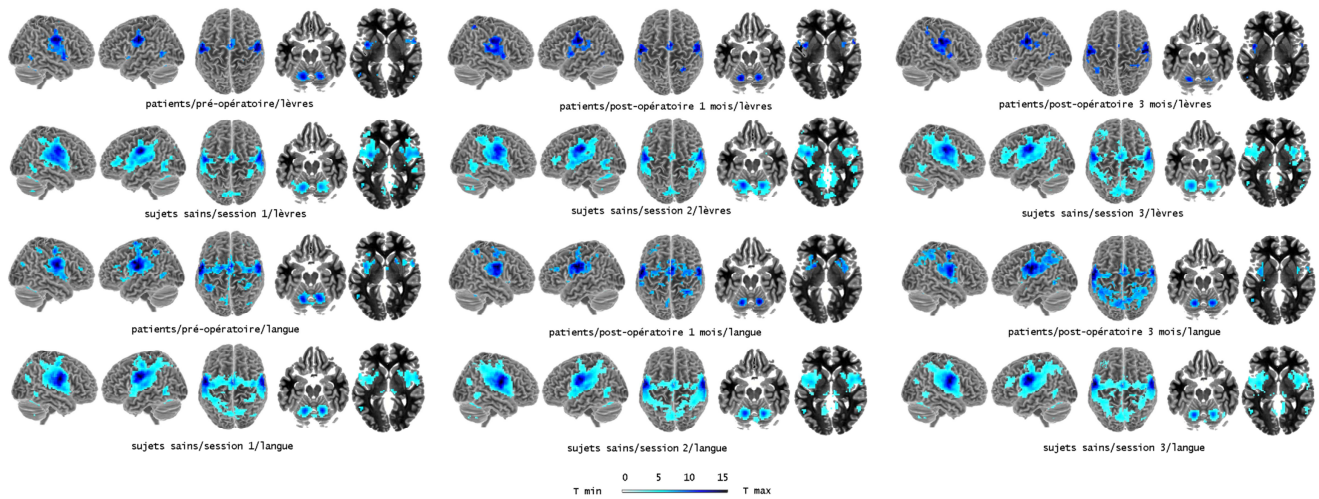 patients/pré-opératoire/lèvres
patients/post-opératoire 1 mois/lèvres
patients/post-opératoire 3 mois/lèvres
sujets sains/session 1/lèvres
sujets sains/session 2/lèvres
sujets sains/session 3/lèvres
patients/pré-opératoire/langue
patients/post-opératoire 1 mois/langue
patients/post-opératoire 3 mois/langue
sujets sains/session 1/langue
sujets sains/session 2/langue
sujets sains/session 3/langue
0 5 10 15
T min T max